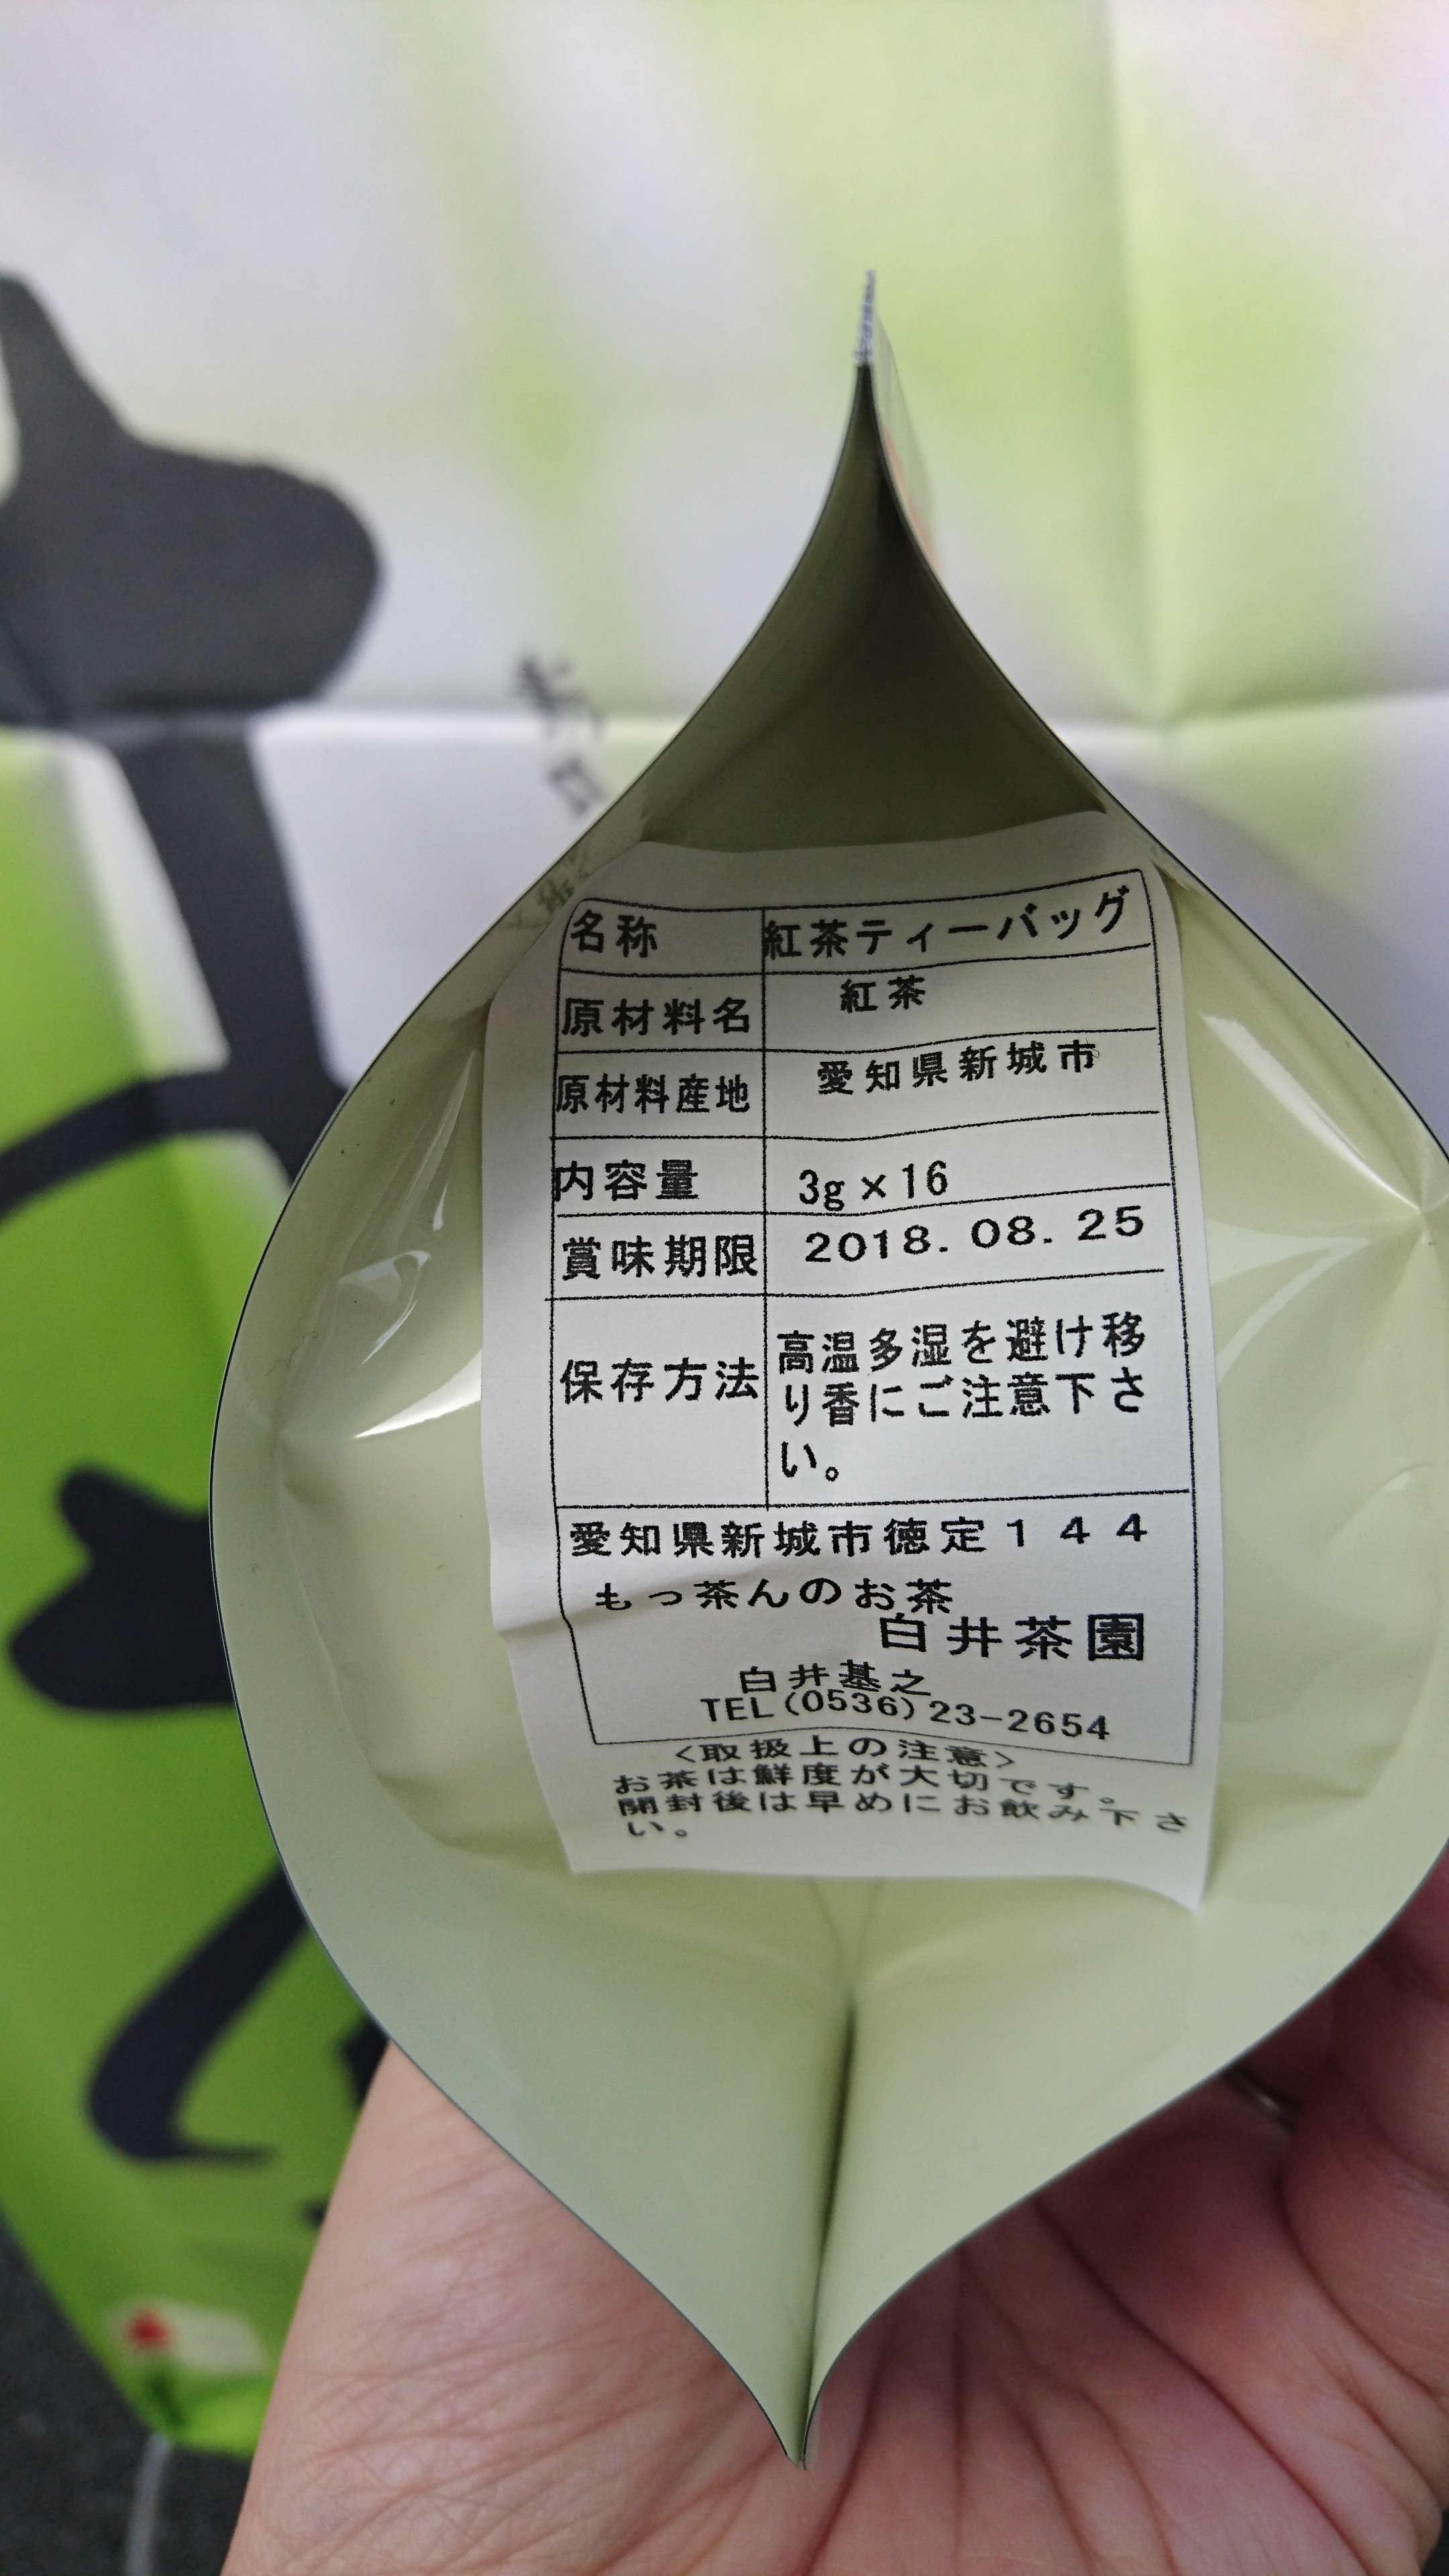 名称 紅茶ティーバッグ
原材料名 紅茶
原材料産地 愛知県新城市
内容量 3g×16
賞味期限 2018.08.25
保存方法 高温多湿を避け移
り香にご注意下さ
い。
愛知県新城市徳定144
もっ茶んのお茶
白井茶園
白井基之
TEL(0536)23-2654
<取扱上の注意>
お茶は鮮度が大切です。
開封後は早めにお飲み下さ
い。